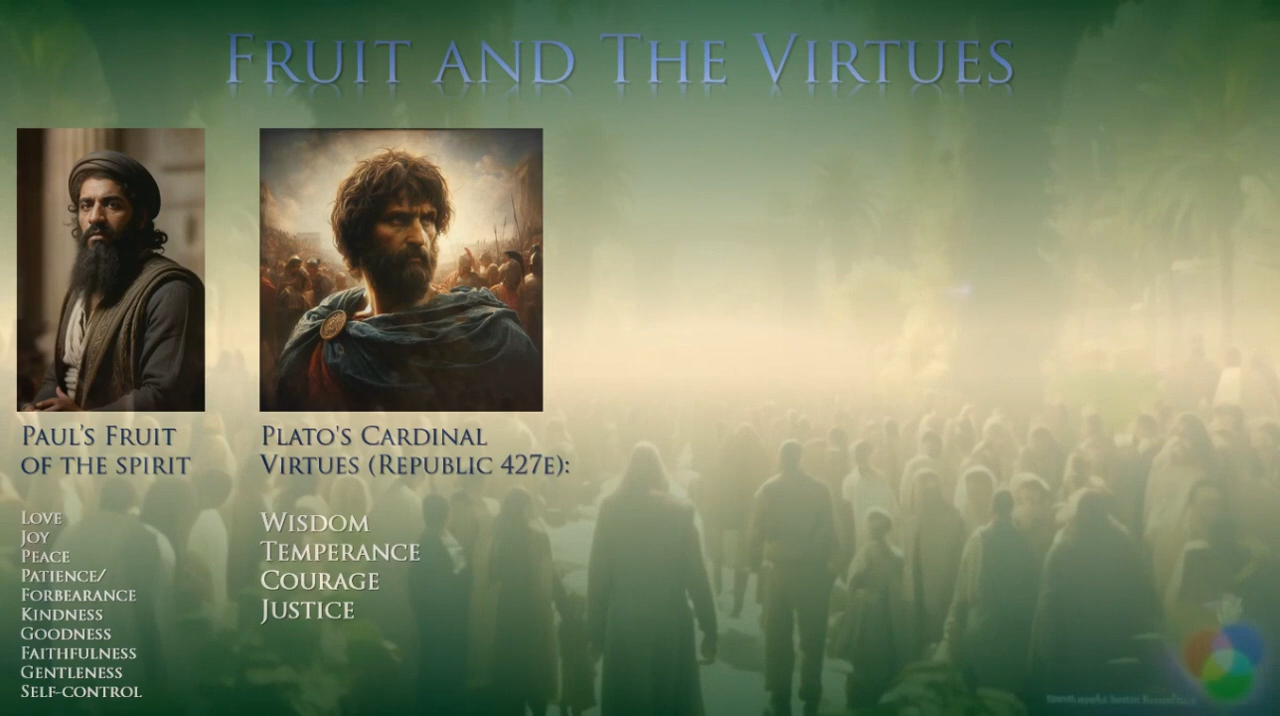 FRUIT AND THE VIRTUES
PAUL'S FRUIT
OF THE SPIRIT
LOVE
JOY
PEACE
PATIENCE/
FORBEARANCE
KINDNESS
GOODNESS
FAITHFULNESS
GENTLENESS
SELF-CONTROL
PLATO'S CARDINAL
VIRTUES (REPUBLIC 427E):
WISDOM
TEMPERANCE
COURAGE
JUSTICE